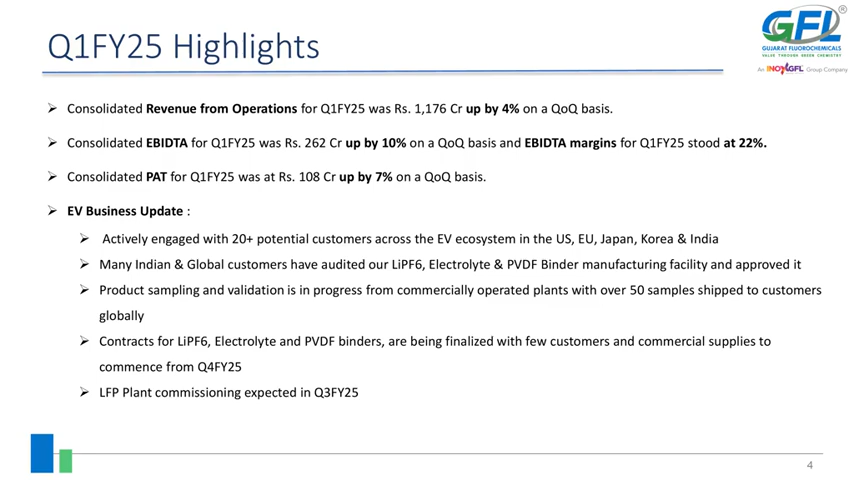 Q1FY25 Highlights
GFL®
GUJARAT FLUOROCHEMICALS
VALUE THROUGH GREEN CHEMISTRY
An INOXGFL Group Company
➢ Consolidated Revenue from Operations for Q1FY25 was Rs. 1,176 Cr up by 4% on a QoQ basis.
➢ Consolidated EBIDTA for Q1FY25 was Rs. 262 Cr up by 10% on a QoQ basis and EBIDTA margins for Q1FY25 stood at 22%.
➢ Consolidated PAT for Q1FY25 was at Rs. 108 Cr up by 7% on a QoQ basis.
➢ EV Business Update :
➢ Actively engaged with 20+ potential customers across the EV ecosystem in the US, EU, Japan, Korea & India
➢ Many Indian & Global customers have audited our LiPF6, Electrolyte & PVDF Binder manufacturing facility and approved it
➢ Product sampling and validation is in progress from commercially operated plants with over 50 samples shipped to customers
globally
➢ Contracts for LiPF6, Electrolyte and PVDF binders, are being finalized with few customers and commercial supplies to
commence from Q4FY25
➢ LFP Plant commissioning expected in Q3FY25
4